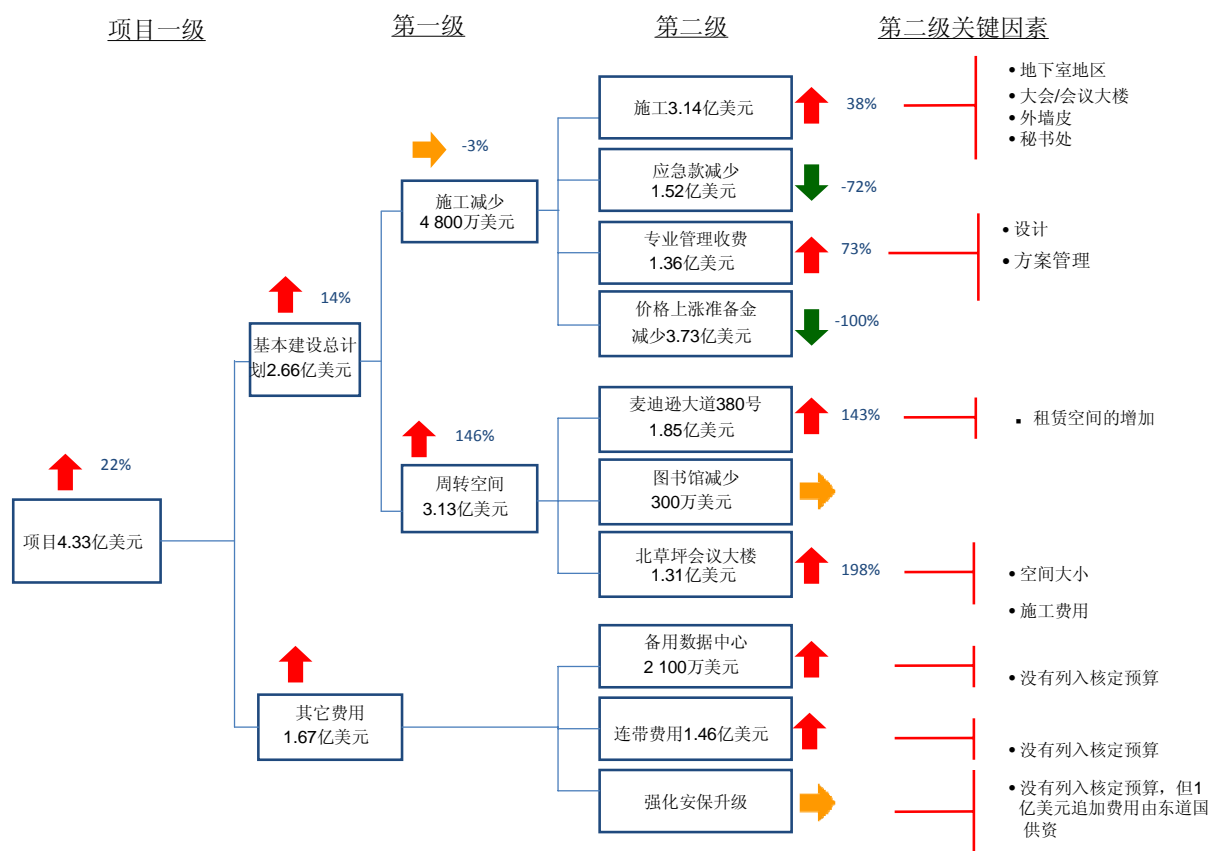 项目一级
第一级
第二级
第二级关键因素
22%
项目4.33亿美元
14%
基本建设总计
划2.66亿美元
其它费用
1.67亿美元
-3%
施工减少
4 800万美元
146%
周转空间
3.13亿美元
施工3.14亿美元
38%
• 地下室地区
• 大会/会议大楼
• 外墙皮
• 秘书处
应急款减少
1.52亿美元
-72%
专业管理收费
1.36亿美元
73%
• 设计
• 方案管理
价格上涨准备金
减少3.73亿美元
-100%
麦迪逊大道380号
1.85亿美元
143%
▪ 租赁空间的增加
图书馆减少
300万美元
北草坪会议大楼
1.31亿美元
198%
• 空间大小
• 施工费用
备用数据中心
2 100万美元
• 没有列入核定预算
连带费用1.46亿美元
• 没有列入核定预算
强化安保升级
• 没有列入核定预算，但1
亿美元追加费用由东道国
供资